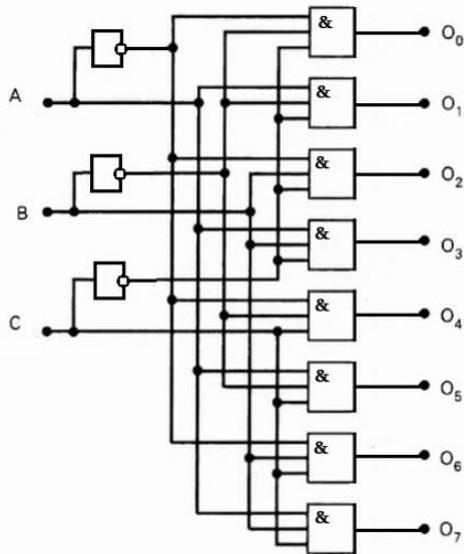 & O₀
A & O₁
& O₂
B & O₃
C & O₄
& O₅
& O₆
& O₇